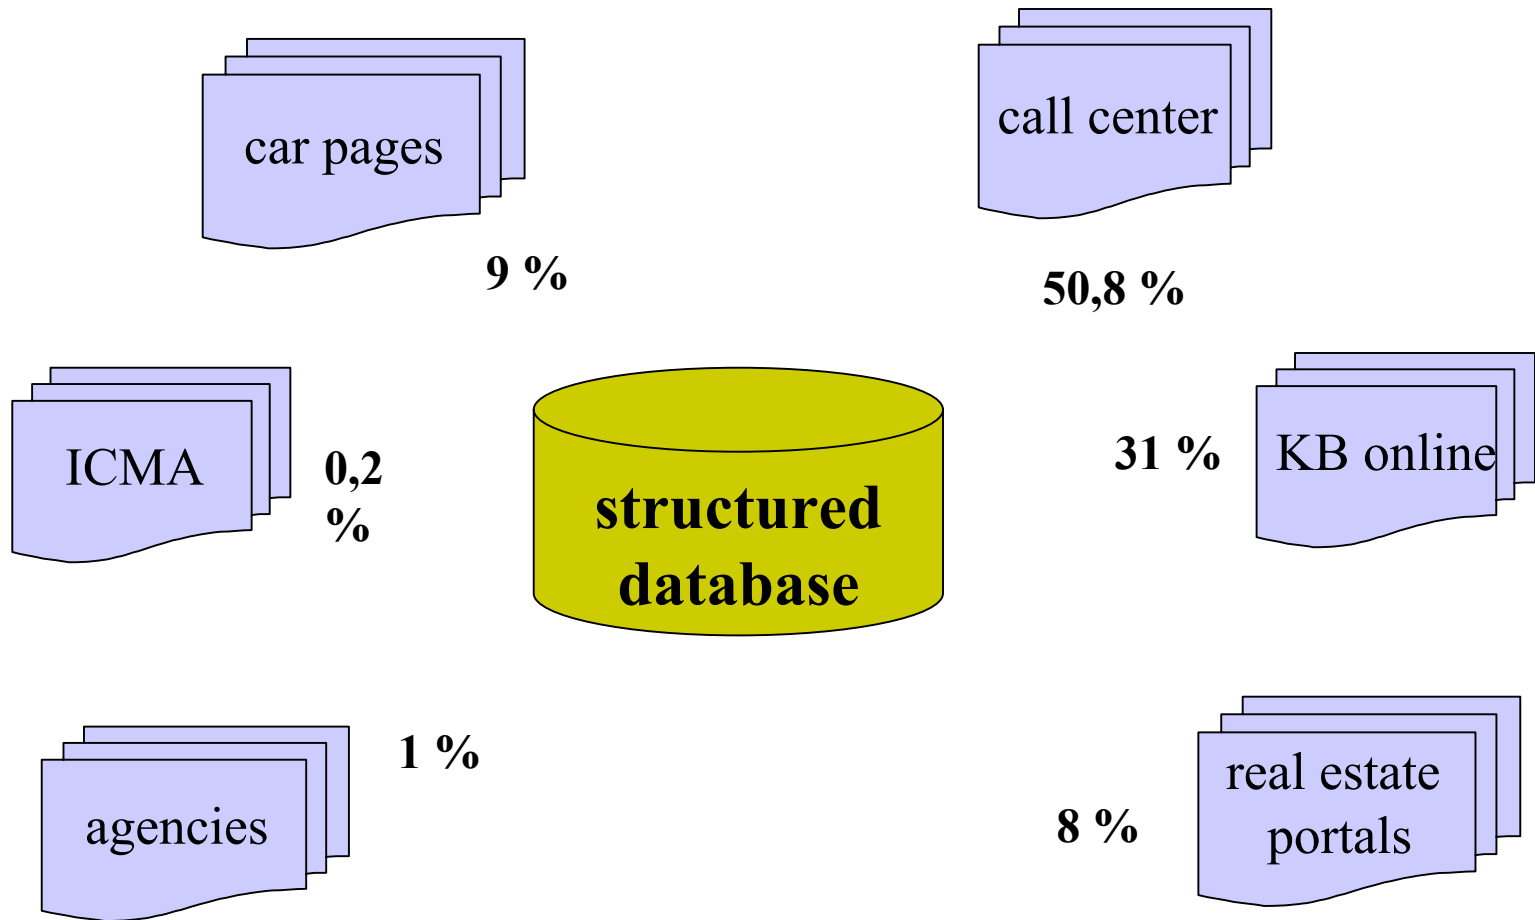 car pages
call center
9 %
50,8 %
ICMA
0,2
%
structured
database
31 %
KB online
agencies
1 %
8 %
real estate
portals